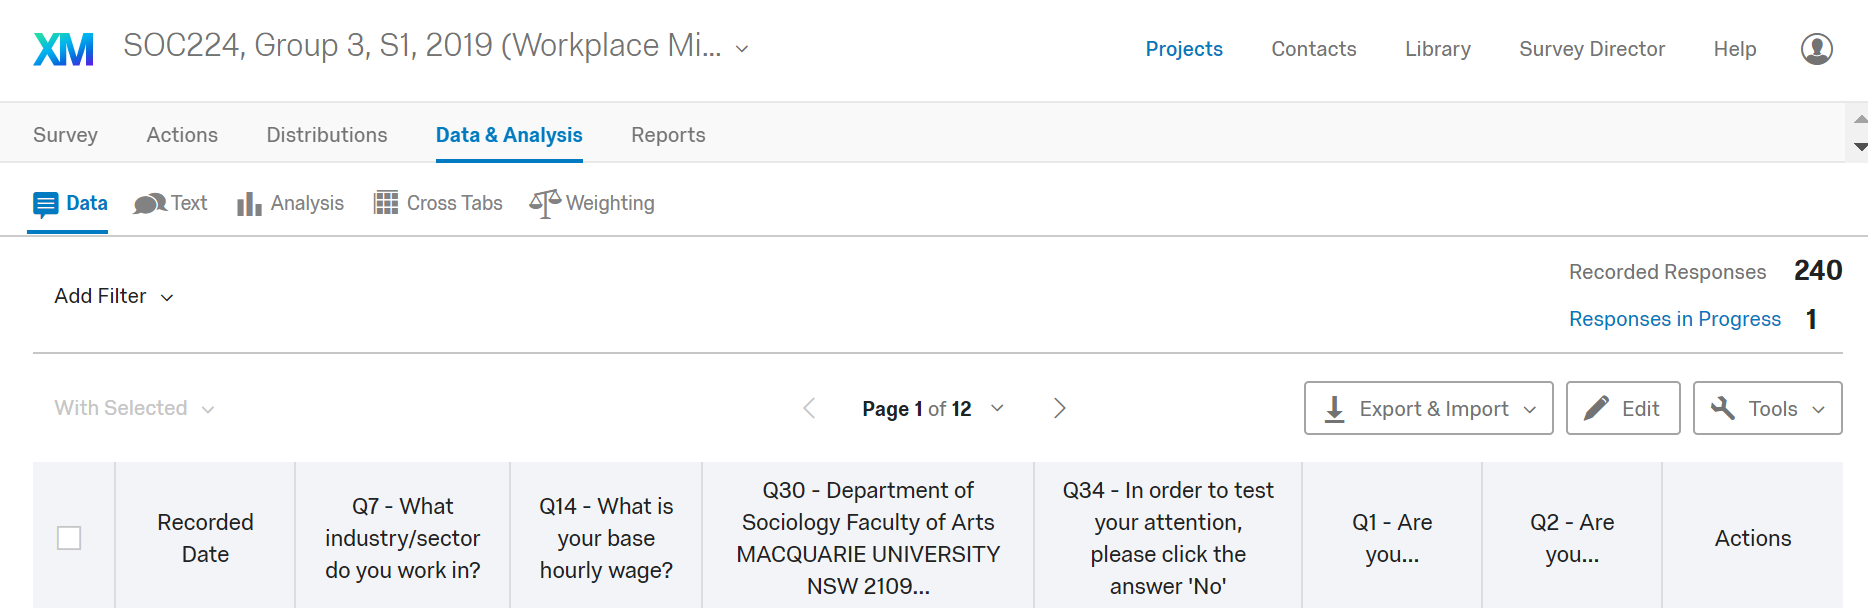 XM SOC224, Group 3, S1, 2019 (Workplace Mi... Projects Contacts Library Survey Director Help
Survey Actions Distributions Data & Analysis Reports
Data Text Analysis Cross Tabs Weighting
Recorded Responses 240
Add Filter
Responses in Progress 1
With Selected Page 1 of 12 Export & Import Edit Tools
Recorded
Date
Q7 - What
industry/sector
do you work in?
Q14 - What is
your base
hourly wage?
Q30 - Department of
Sociology Faculty of Arts
MACQUARIE UNIVERSITY
NSW 2109...
Q34 - In order to test
your attention,
please click the
answer 'No'
Q1 - Are
you...
Q2 - Are
you...
Actions